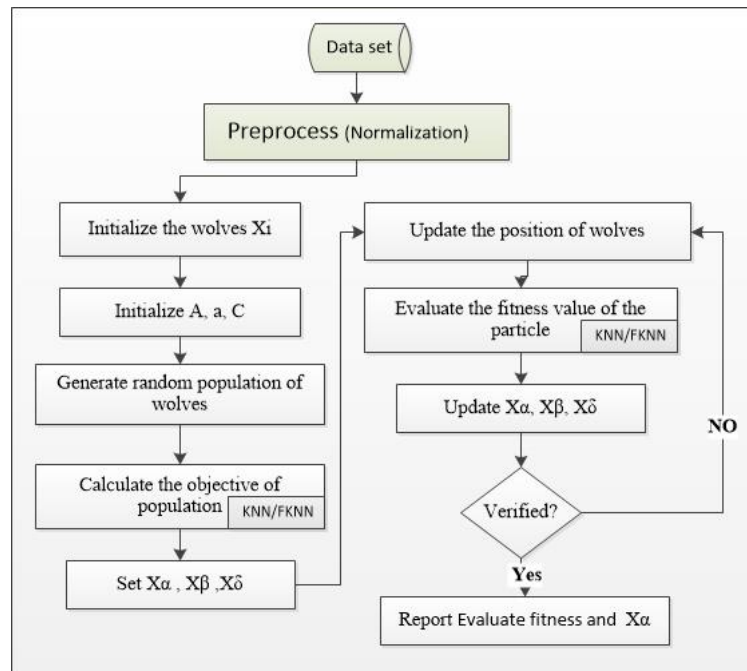 Data set
Preprocess (Normalization)
Initialize the wolves Xi
Initialize A, a, C
Generate random population of
wolves
Calculate the objective of
population
KNN/FKNN
Set Xα , Xβ ,Xδ
Update the position of wolves
Evaluate the fitness value of the
particle
KNN/FKNN
Update Xα, Xβ, Xδ
NO
Verified?
Yes
Report Evaluate fitness and Xα